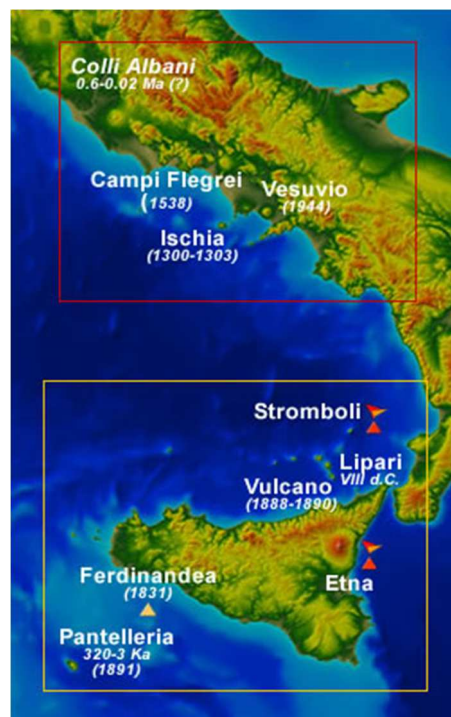 Colli Albani
0.6-0.02 Ma (?)
Campi Flegrei
(1538)
Vesuvio
(1944)
Ischia
(1300-1303)
Stromboli
Lipari
VIII d.C.
Vulcano
(1888-1890)
Etna
Ferdinandea
(1831)
Pantelleria
320-3 Ka
(1891)